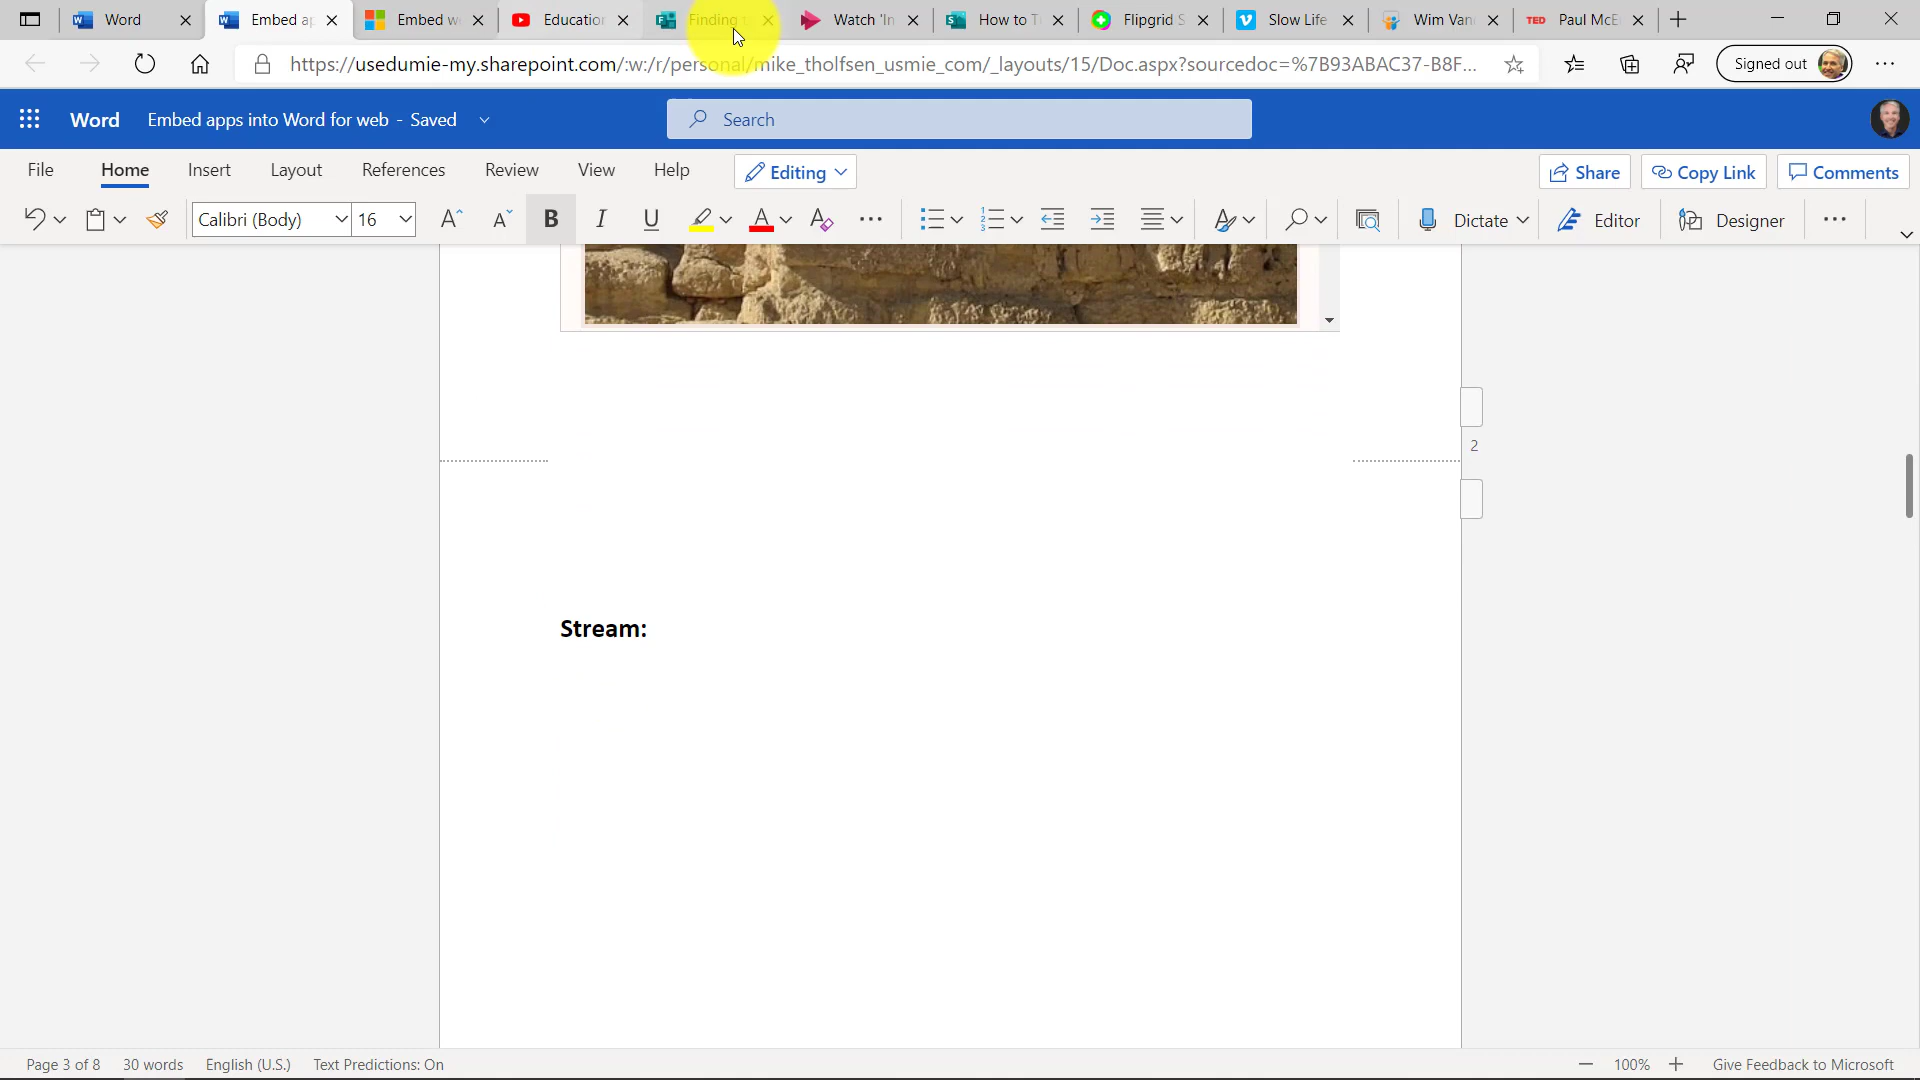 Word
Embed ap
Embed w
Education
Finding
Watch 'In
How to T
Flipgrid S
Slow Life
Wim Van
TED Paul McE
https://usedumie-my.sharepoint.com/:w:/r/personal/mike_tholfsen_usmie_com/_layouts/15/Doc.aspx?sourcedoc=%7B93ABAC37-B8F...
Signed out
Word Embed apps into Word for web - Saved
Search
File Home Insert Layout References Review View Help Editing Share Copy Link Comments
Calibri (Body) 16 Dictate Editor Designer
2
Stream:
Page 3 of 8 30 words English (U.S.) Text Predictions: On 100% Give Feedback to Microsoft